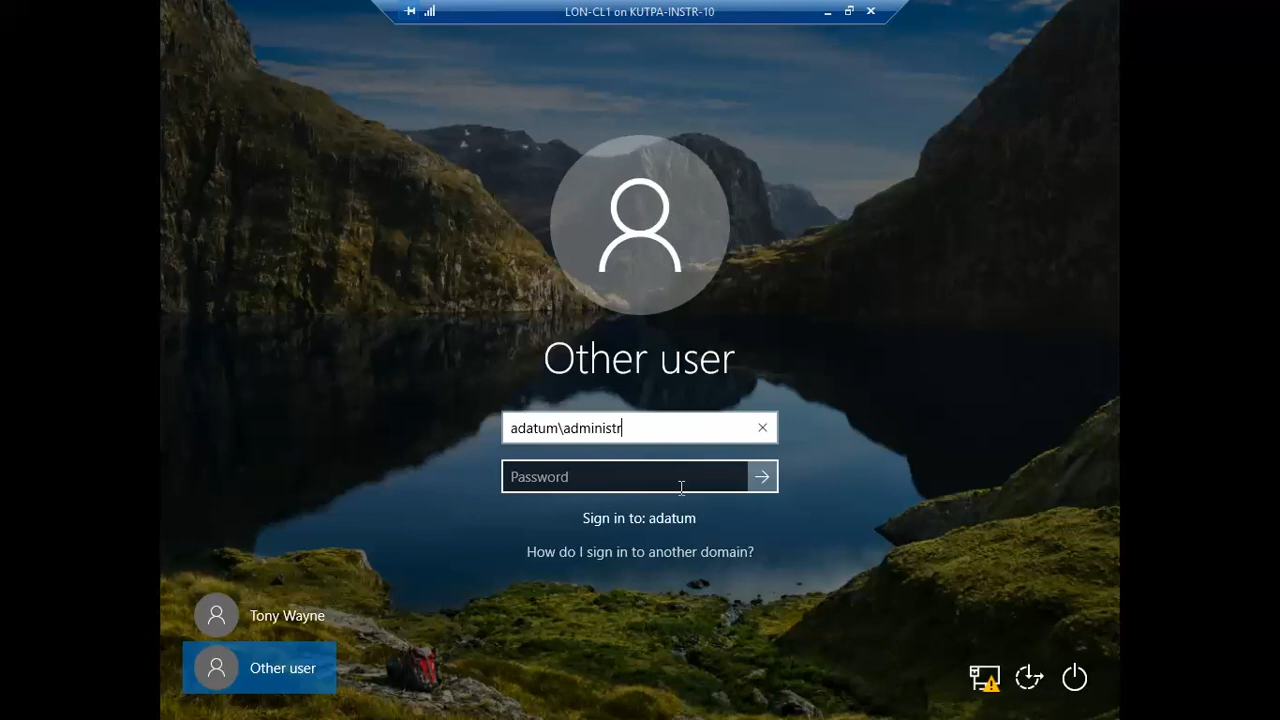 LON-CL1 on KUTPA-INSTR-10
Other user
adatum\administr
Password
Sign in to: adatum
How do I sign in to another domain?
Tony Wayne
Other user